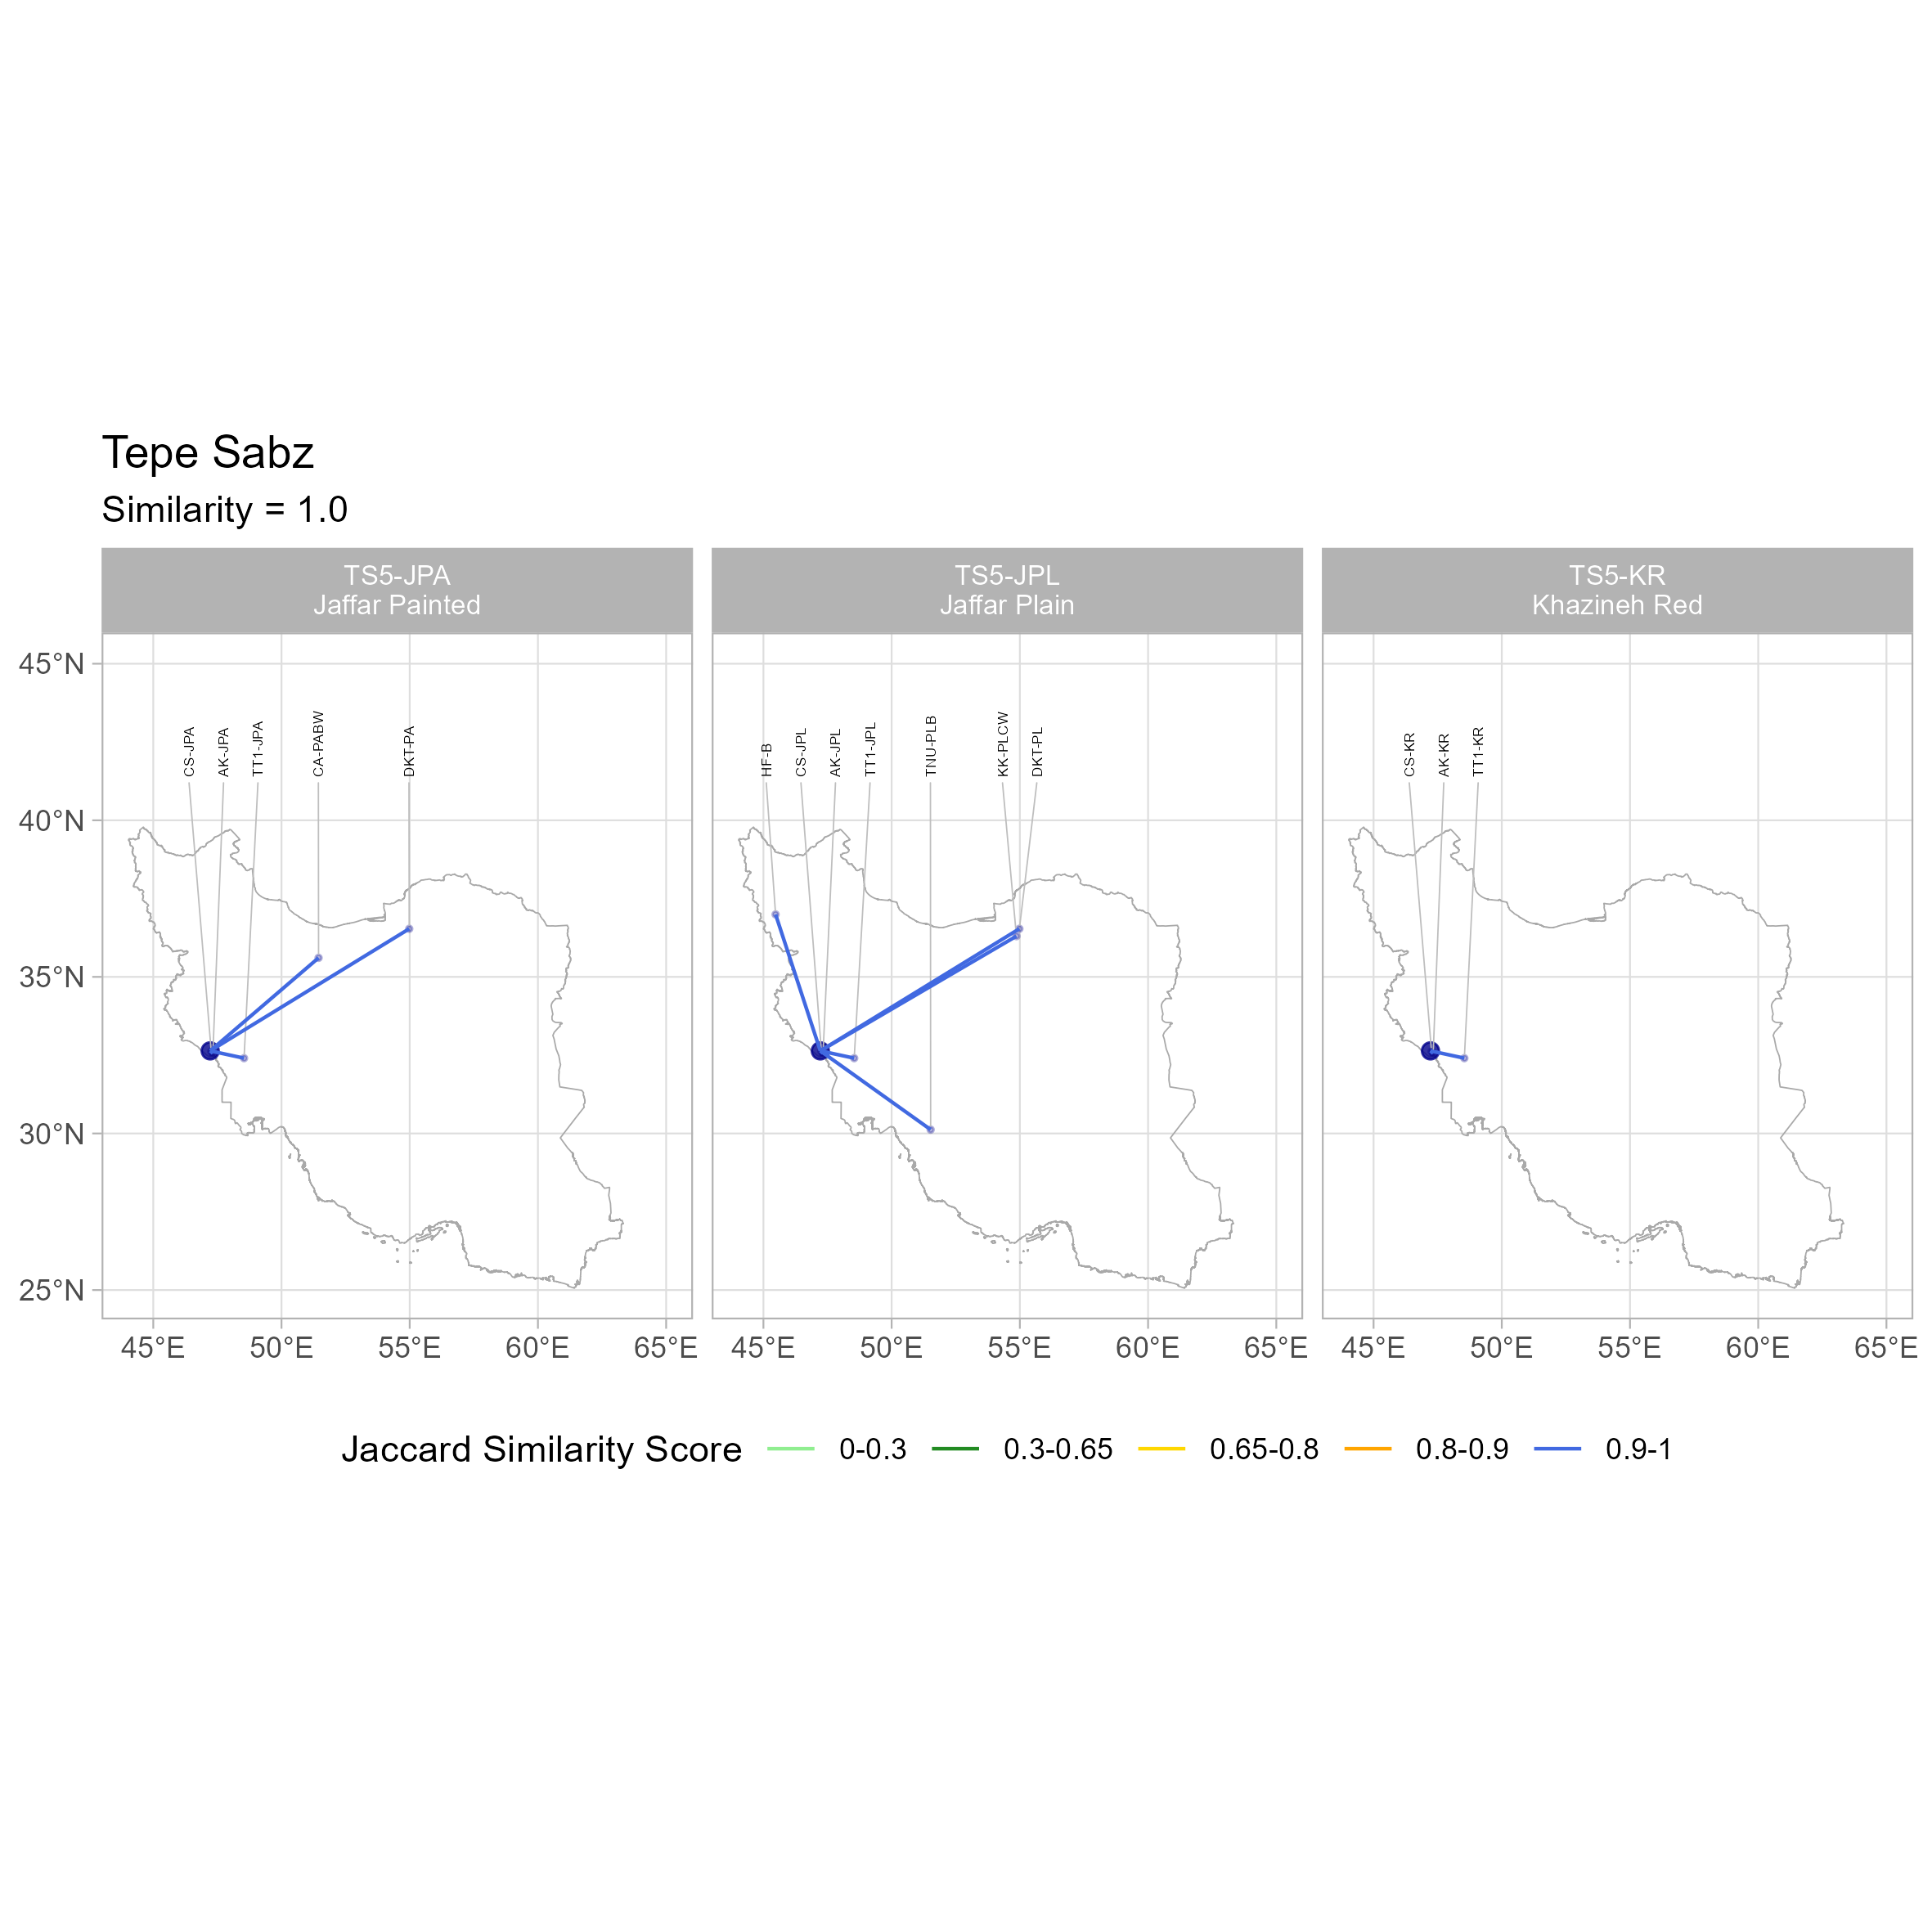 Tepe Sabz
Similarity = 1.0
TS5-JPA
Jaffar Painted
TS5-JPL
Jaffar Plain
TS5-KR
Khazineh Red
45°N
40°N
35°N
30°N
25°N
CS-JPA
AK-JPA
TT1-JPA
CA-PABW
DKT-PA
HF-B
CS-JPL
AK-JPL
TT1-JPL
TNU-PLB
KK-PLCW
DKT-PL
CS-KR
AK-KR
TT1-KR
45°E 50°E 55°E 60°E 65°E 45°E 50°E 55°E 60°E 65°E 45°E 50°E 55°E 60°E 65°E
Jaccard Similarity Score 0-0.3 0.3-0.65 0.65-0.8 0.8-0.9 0.9-1